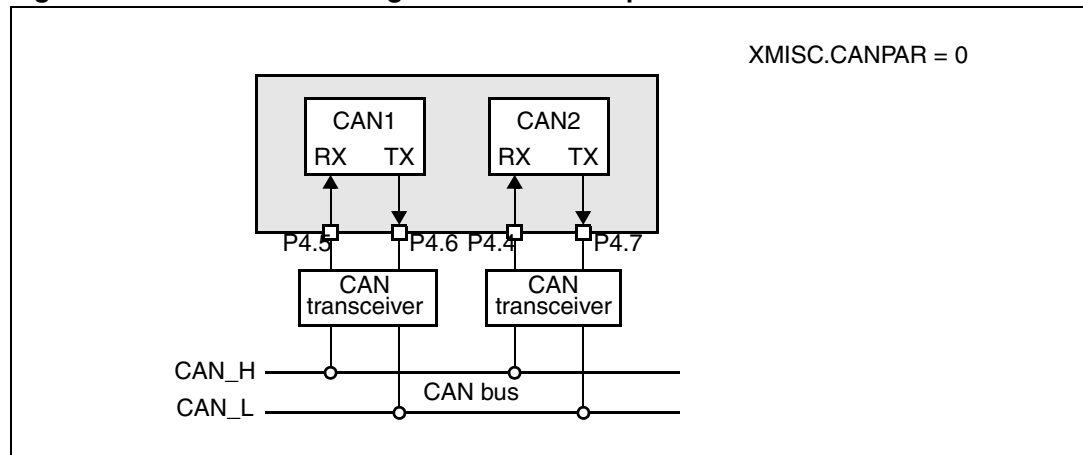 XMISC.CANPAR = 0
CAN1 CAN2
RX TX RX TX
P4.5 P4.6 P4.4 P4.7
CAN CAN
transceiver transceiver
CAN_H
CAN bus
CAN_L